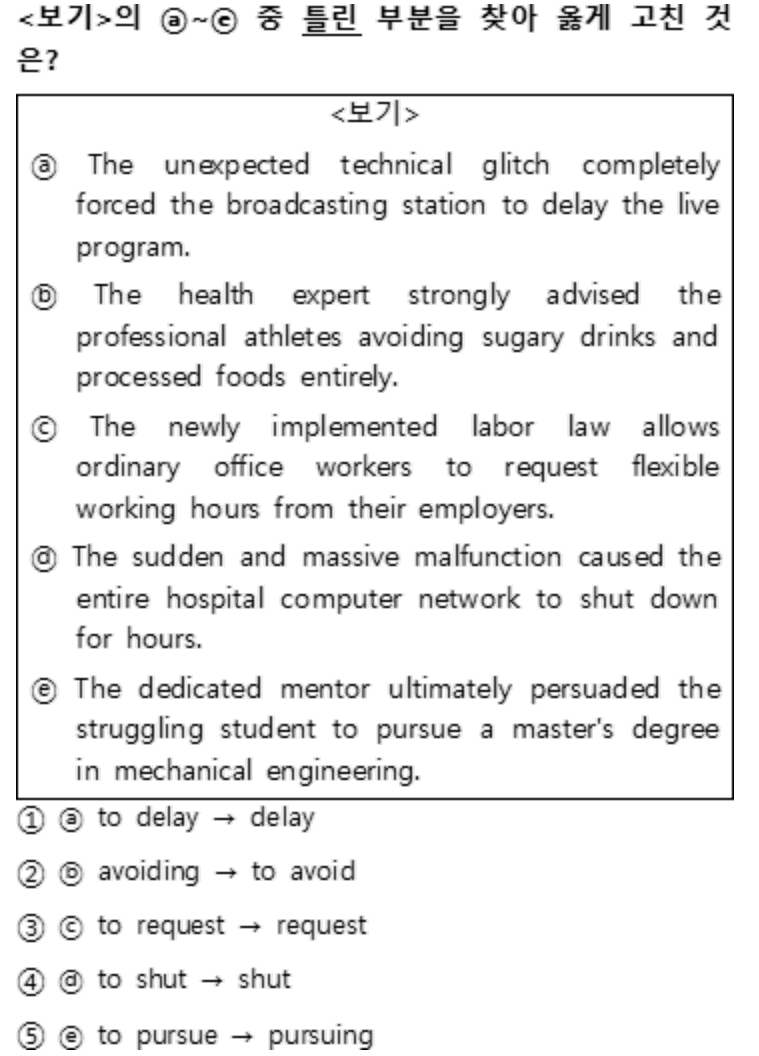 <보기>의 ⓐ~ⓔ 중 틀린 부분을 찾아 옳게 고친 것
은?
<보기>
ⓐ The unexpected technical glitch completely
forced the broadcasting station to delay the live
program.
ⓑ The health expert strongly advised the
professional athletes avoiding sugary drinks and
processed foods entirely.
ⓒ The newly implemented labor law allows
ordinary office workers to request flexible
working hours from their employers.
ⓓ The sudden and massive malfunction caused the
entire hospital computer network to shut down
for hours.
ⓔ The dedicated mentor ultimately persuaded the
struggling student to pursue a master's degree
in mechanical engineering.
① ⓐ to delay → delay
② ⓑ avoiding → to avoid
③ ⓒ to request → request
④ ⓓ to shut → shut
⑤ ⓔ to pursue → pursuing